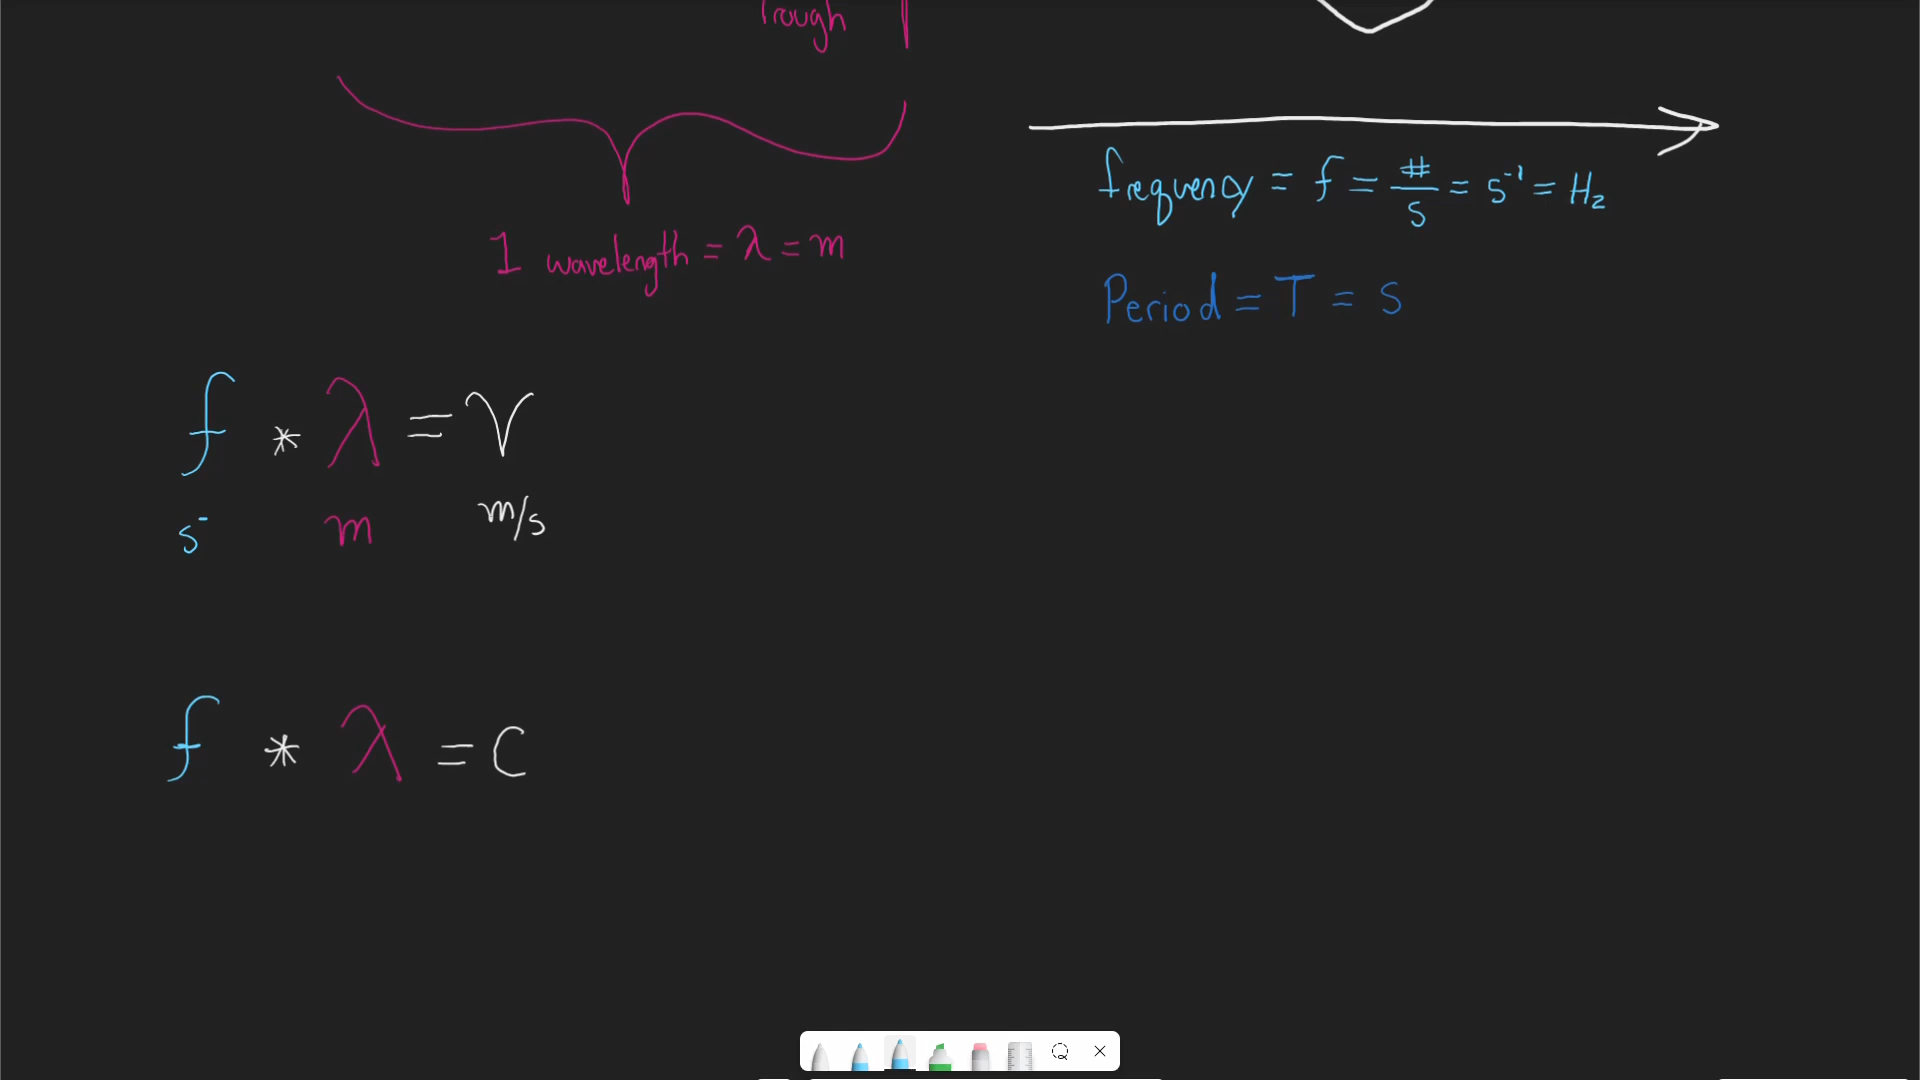 Trough
frequency = f = #/s = s⁻¹ = Hz
1 wavelength = λ = m
Period = T = s
f * λ = V
s⁻ m m/s
f * λ = C